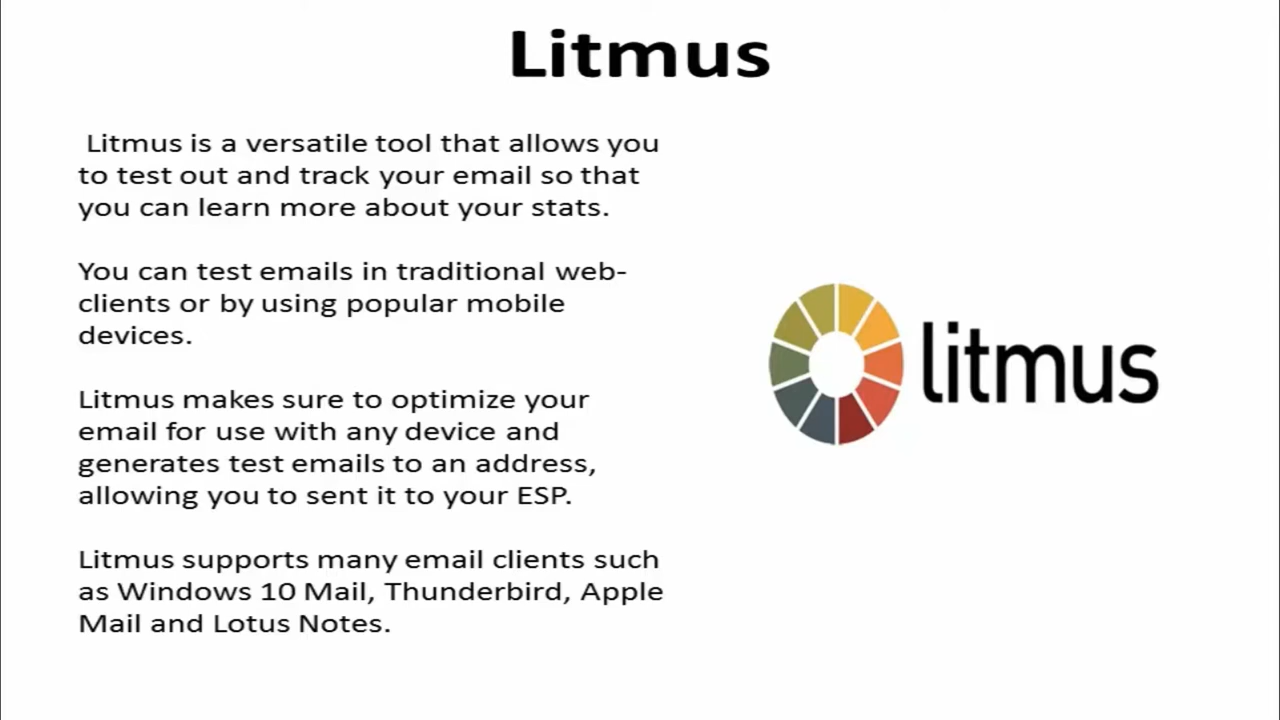 Litmus
Litmus is a versatile tool that allows you
to test out and track your email so that
you can learn more about your stats.
You can test emails in traditional web-
clients or by using popular mobile
devices.
Litmus makes sure to optimize your
email for use with any device and
generates test emails to an address,
allowing you to sent it to your ESP.
Litmus supports many email clients such
as Windows 10 Mail, Thunderbird, Apple
Mail and Lotus Notes.
litmus